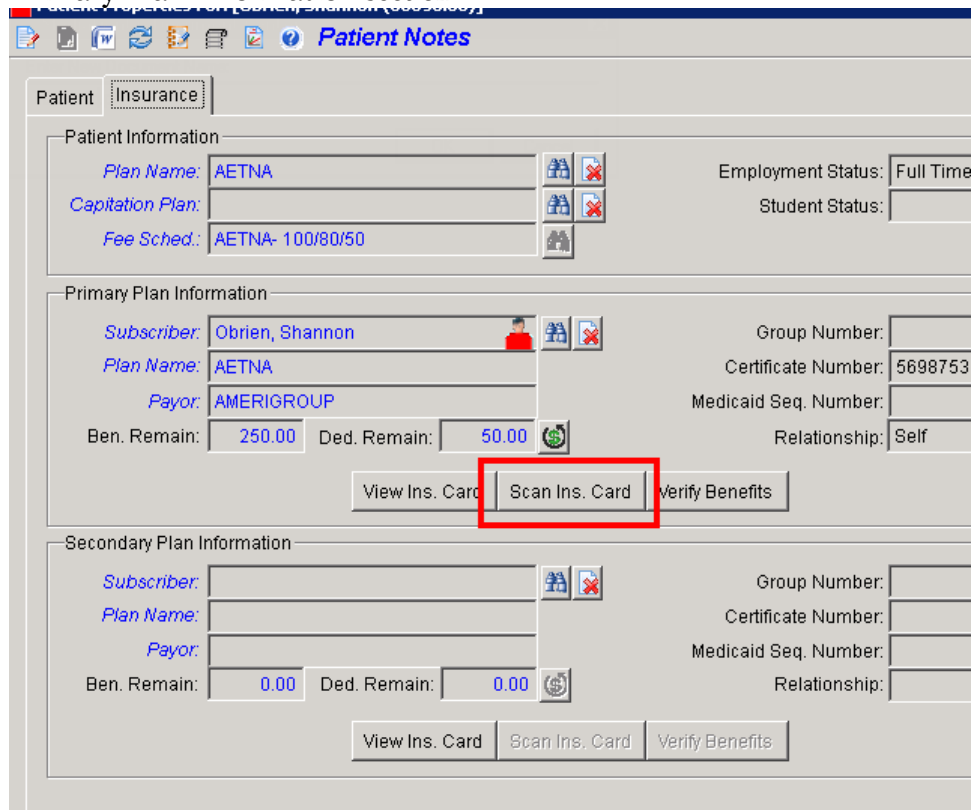 Patient Notes
Patient Insurance
Patient Information
Plan Name: AETNA Employment Status: Full Time
Capitation Plan: Student Status:
Fee Sched.: AETNA- 100/80/50
Primary Plan Information
Subscriber: Obrien, Shannon Group Number:
Plan Name: AETNA Certificate Number: 5698753
Payor: AMERIGROUP Medicaid Seq. Number:
Ben. Remain: 250.00 Ded. Remain: 50.00 Relationship: Self
View Ins. Card Scan Ins. Card Verify Benefits
Secondary Plan Information
Subscriber: Group Number:
Plan Name: Certificate Number:
Payor: Medicaid Seq. Number:
Ben. Remain: 0.00 Ded. Remain: 0.00 Relationship:
View Ins. Card Scan Ins. Card Verify Benefits